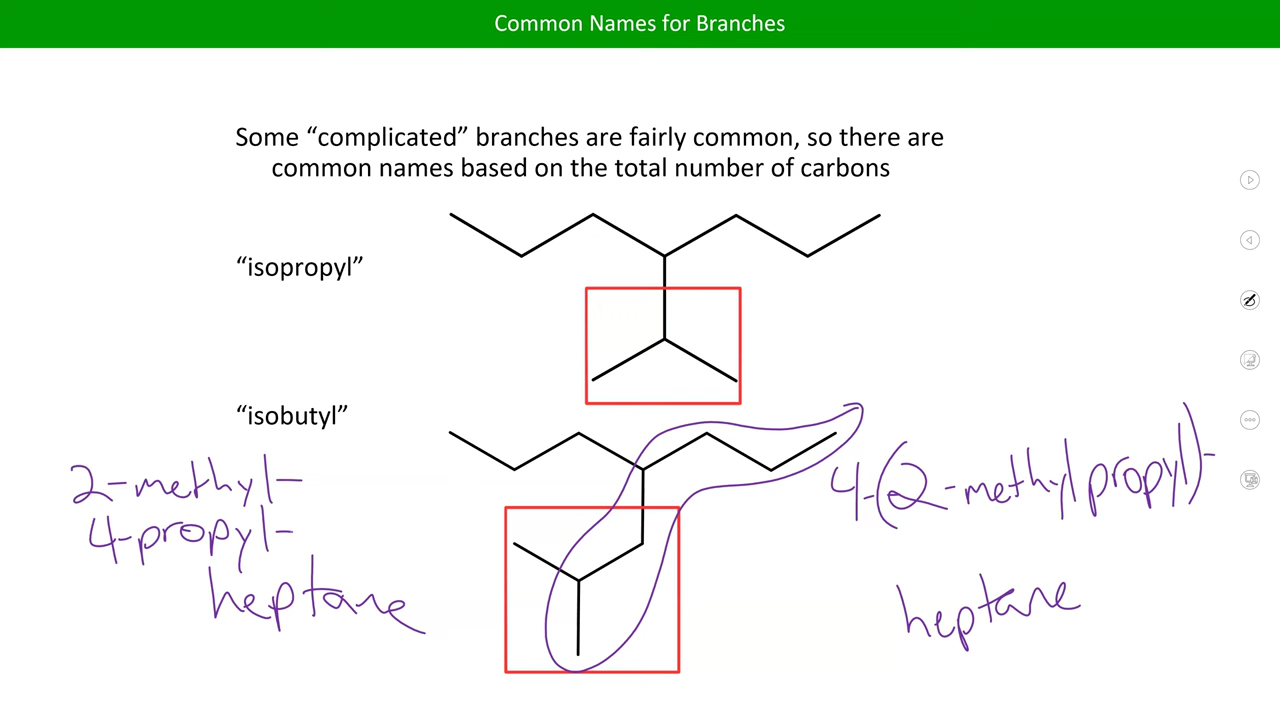 Common Names for Branches
Some “complicated” branches are fairly common, so there are
common names based on the total number of carbons
“isopropyl”
“isobutyl”
2-methyl-
4-propyl-
heptane
4-(2-methylpropyl)-
heptane